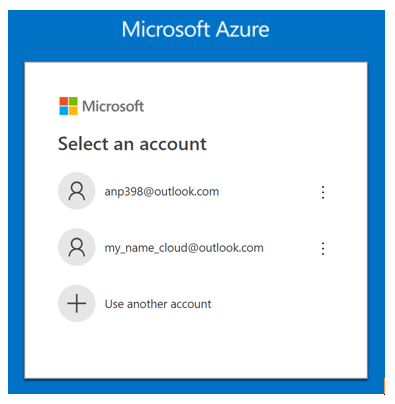 Microsoft Azure
Microsoft
Select an account
anp398@outlook.com
my_name_cloud@outlook.com
Use another account